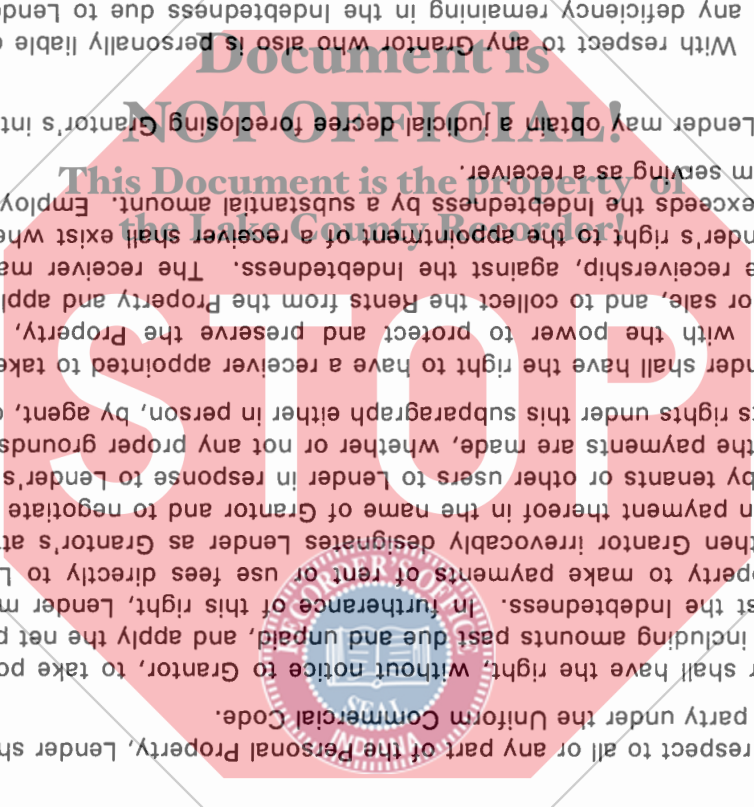 Document is
NOT OFFICIAL!
This Document is the property of
the Lake County Recorder!
STOP
RECORDER'S OFFICE
SEAL
INDIANA
respect to all or any part of the Personal Property, Lender sh
party under the Uniform Commercial Code.
r shall have the right, without notice to Grantor, to take po
including amounts past due and unpaid, and apply the net p
st the Indebtedness. In furtherance of this right, Lender m
operty to make payments of rent or use fees directly to L
then Grantor irrevocably designates Lender as Grantor's at
n payment thereof in the name of Grantor and to negotiate
by tenants or other users to Lender in response to Lender's
the payments are made, whether or not any proper grounds
ts rights under this subparagraph either in person, by agent, o
nder shall have the right to have a receiver appointed to take
with the power to protect and preserve the Property,
or sale, and to collect the Rents from the Property and appl
e receivership, against the Indebtedness. The receiver ma
nder's right to the appointment of a receiver shall exist whe
exceeds the Indebtedness by a substantial amount. Employ
m serving as a receiver.
Lender may obtain a judicial decree foreclosing Grantor's int
With respect to any Grantor who also is personally liable
any deficiency remaining in the Indebtedness due to Lend